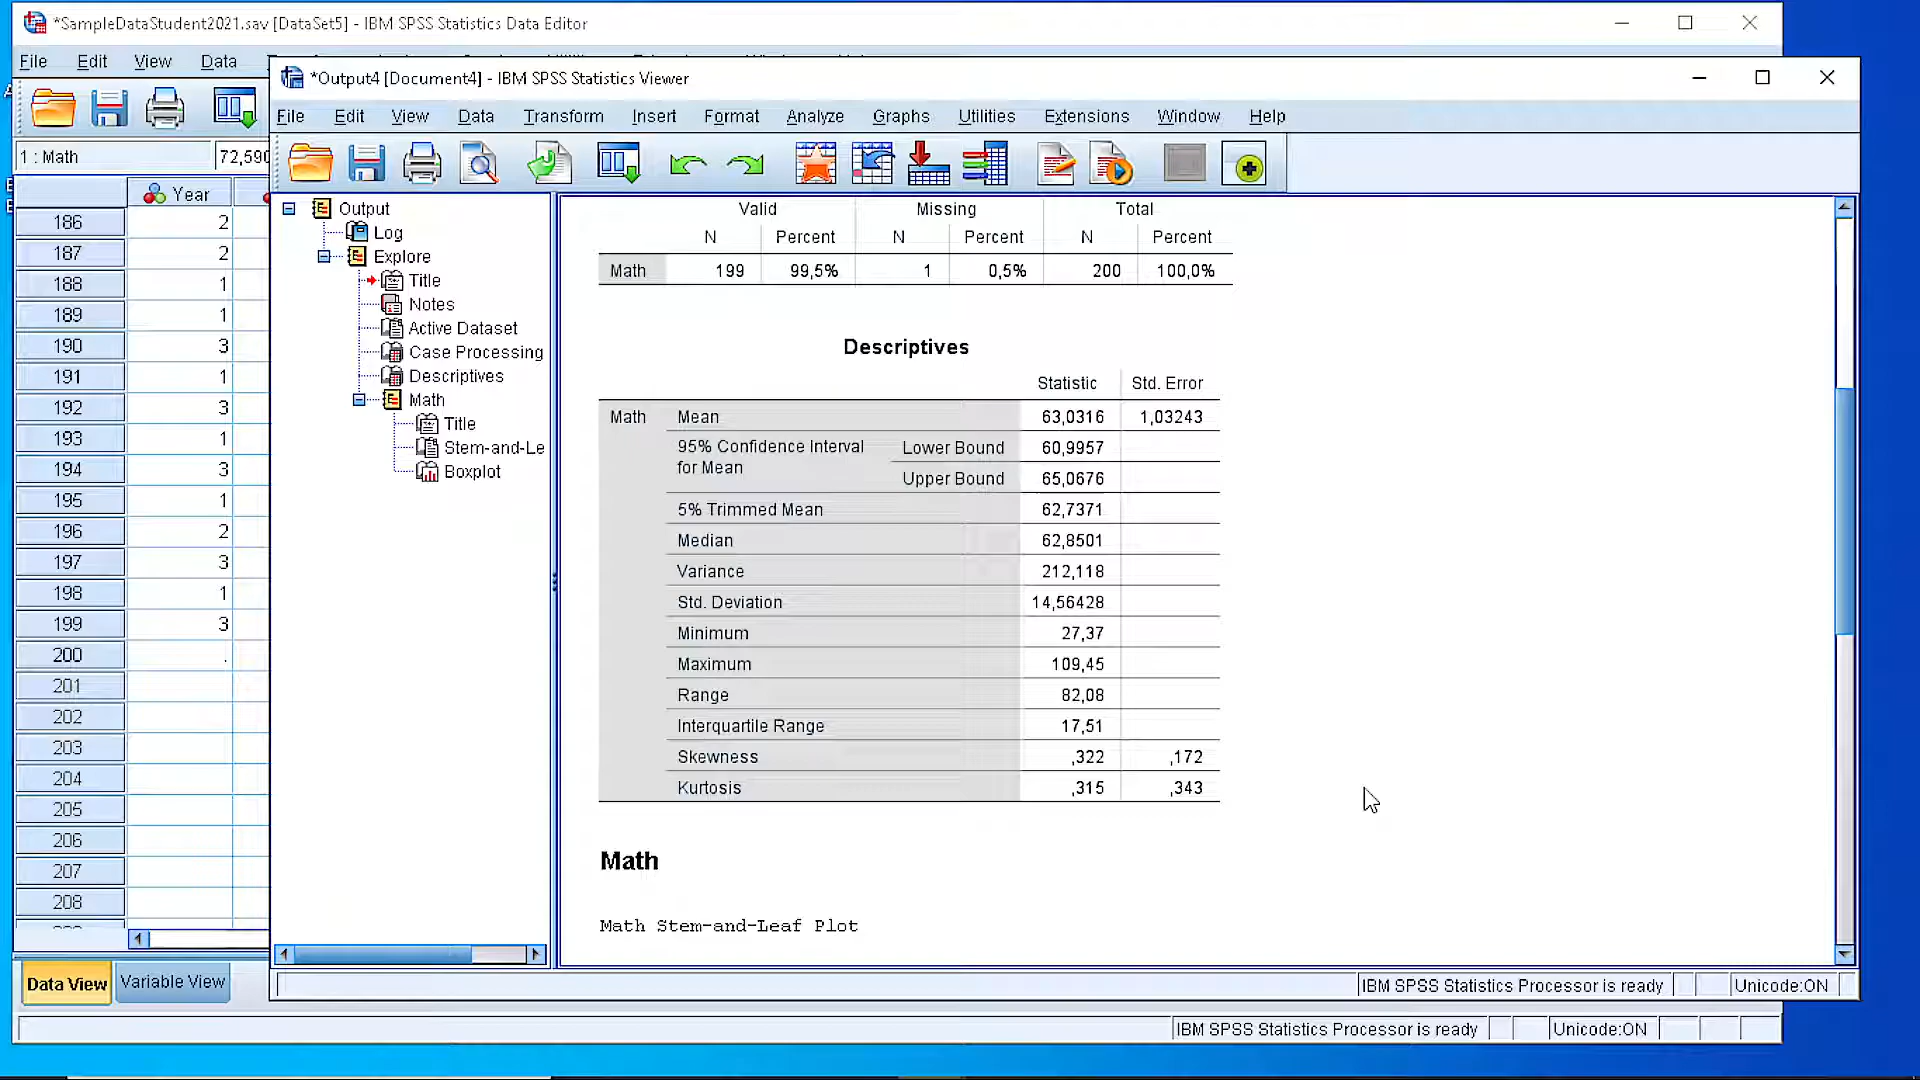 *SampleDataStudent2021.sav [DataSet5] - IBM SPSS Statistics Data Editor
File Edit View Data
1 : Math 72,590
Year
186 2
187 2
188 1
189 1
190 3
191 1
192 3
193 1
194 3
195 1
196 2
197 3
198 1
199 3
200 .
201
202
203
204
205
206
207
208
Data View Variable View
IBM SPSS Statistics Processor is ready Unicode:ON
*Output4 [Document4] - IBM SPSS Statistics Viewer
File Edit View Data Transform Insert Format Analyze Graphs Utilities Extensions Window Help
Output
Log
Explore
Title
Notes
Active Dataset
Case Processing
Descriptives
Math
Title
Stem-and-Le
Boxplot
Valid Missing Total
N Percent N Percent N Percent
Math 199 99,5% 1 0,5% 200 100,0%
Descriptives
Statistic Std. Error
Math Mean 63,0316 1,03243
95% Confidence Interval for Mean Lower Bound 60,9957
Upper Bound 65,0676
5% Trimmed Mean 62,7371
Median 62,8501
Variance 212,118
Std. Deviation 14,56428
Minimum 27,37
Maximum 109,45
Range 82,08
Interquartile Range 17,51
Skewness ,322 ,172
Kurtosis ,315 ,343
Math
Math Stem-and-Leaf Plot
IBM SPSS Statistics Processor is ready Unicode:ON